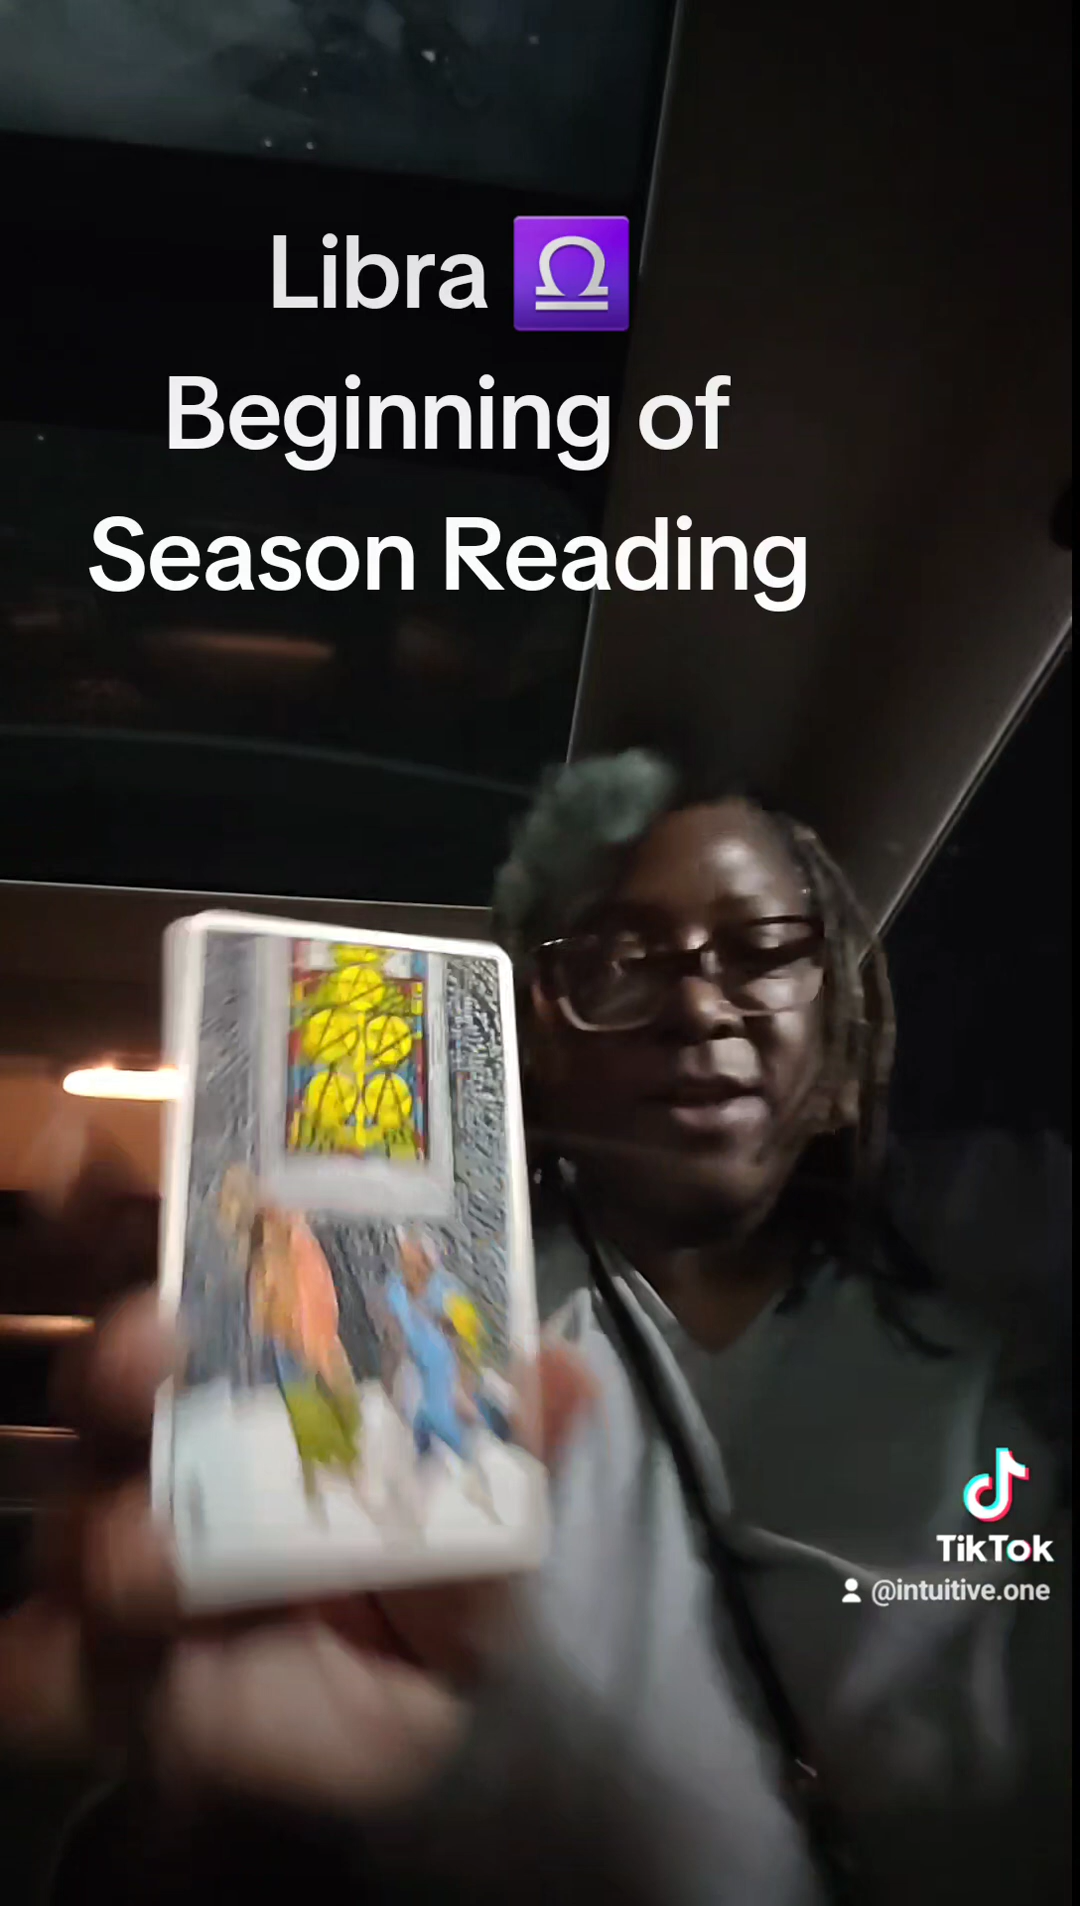 Libra ♎
Beginning of
Season Reading
TikTok
@intuitive.one